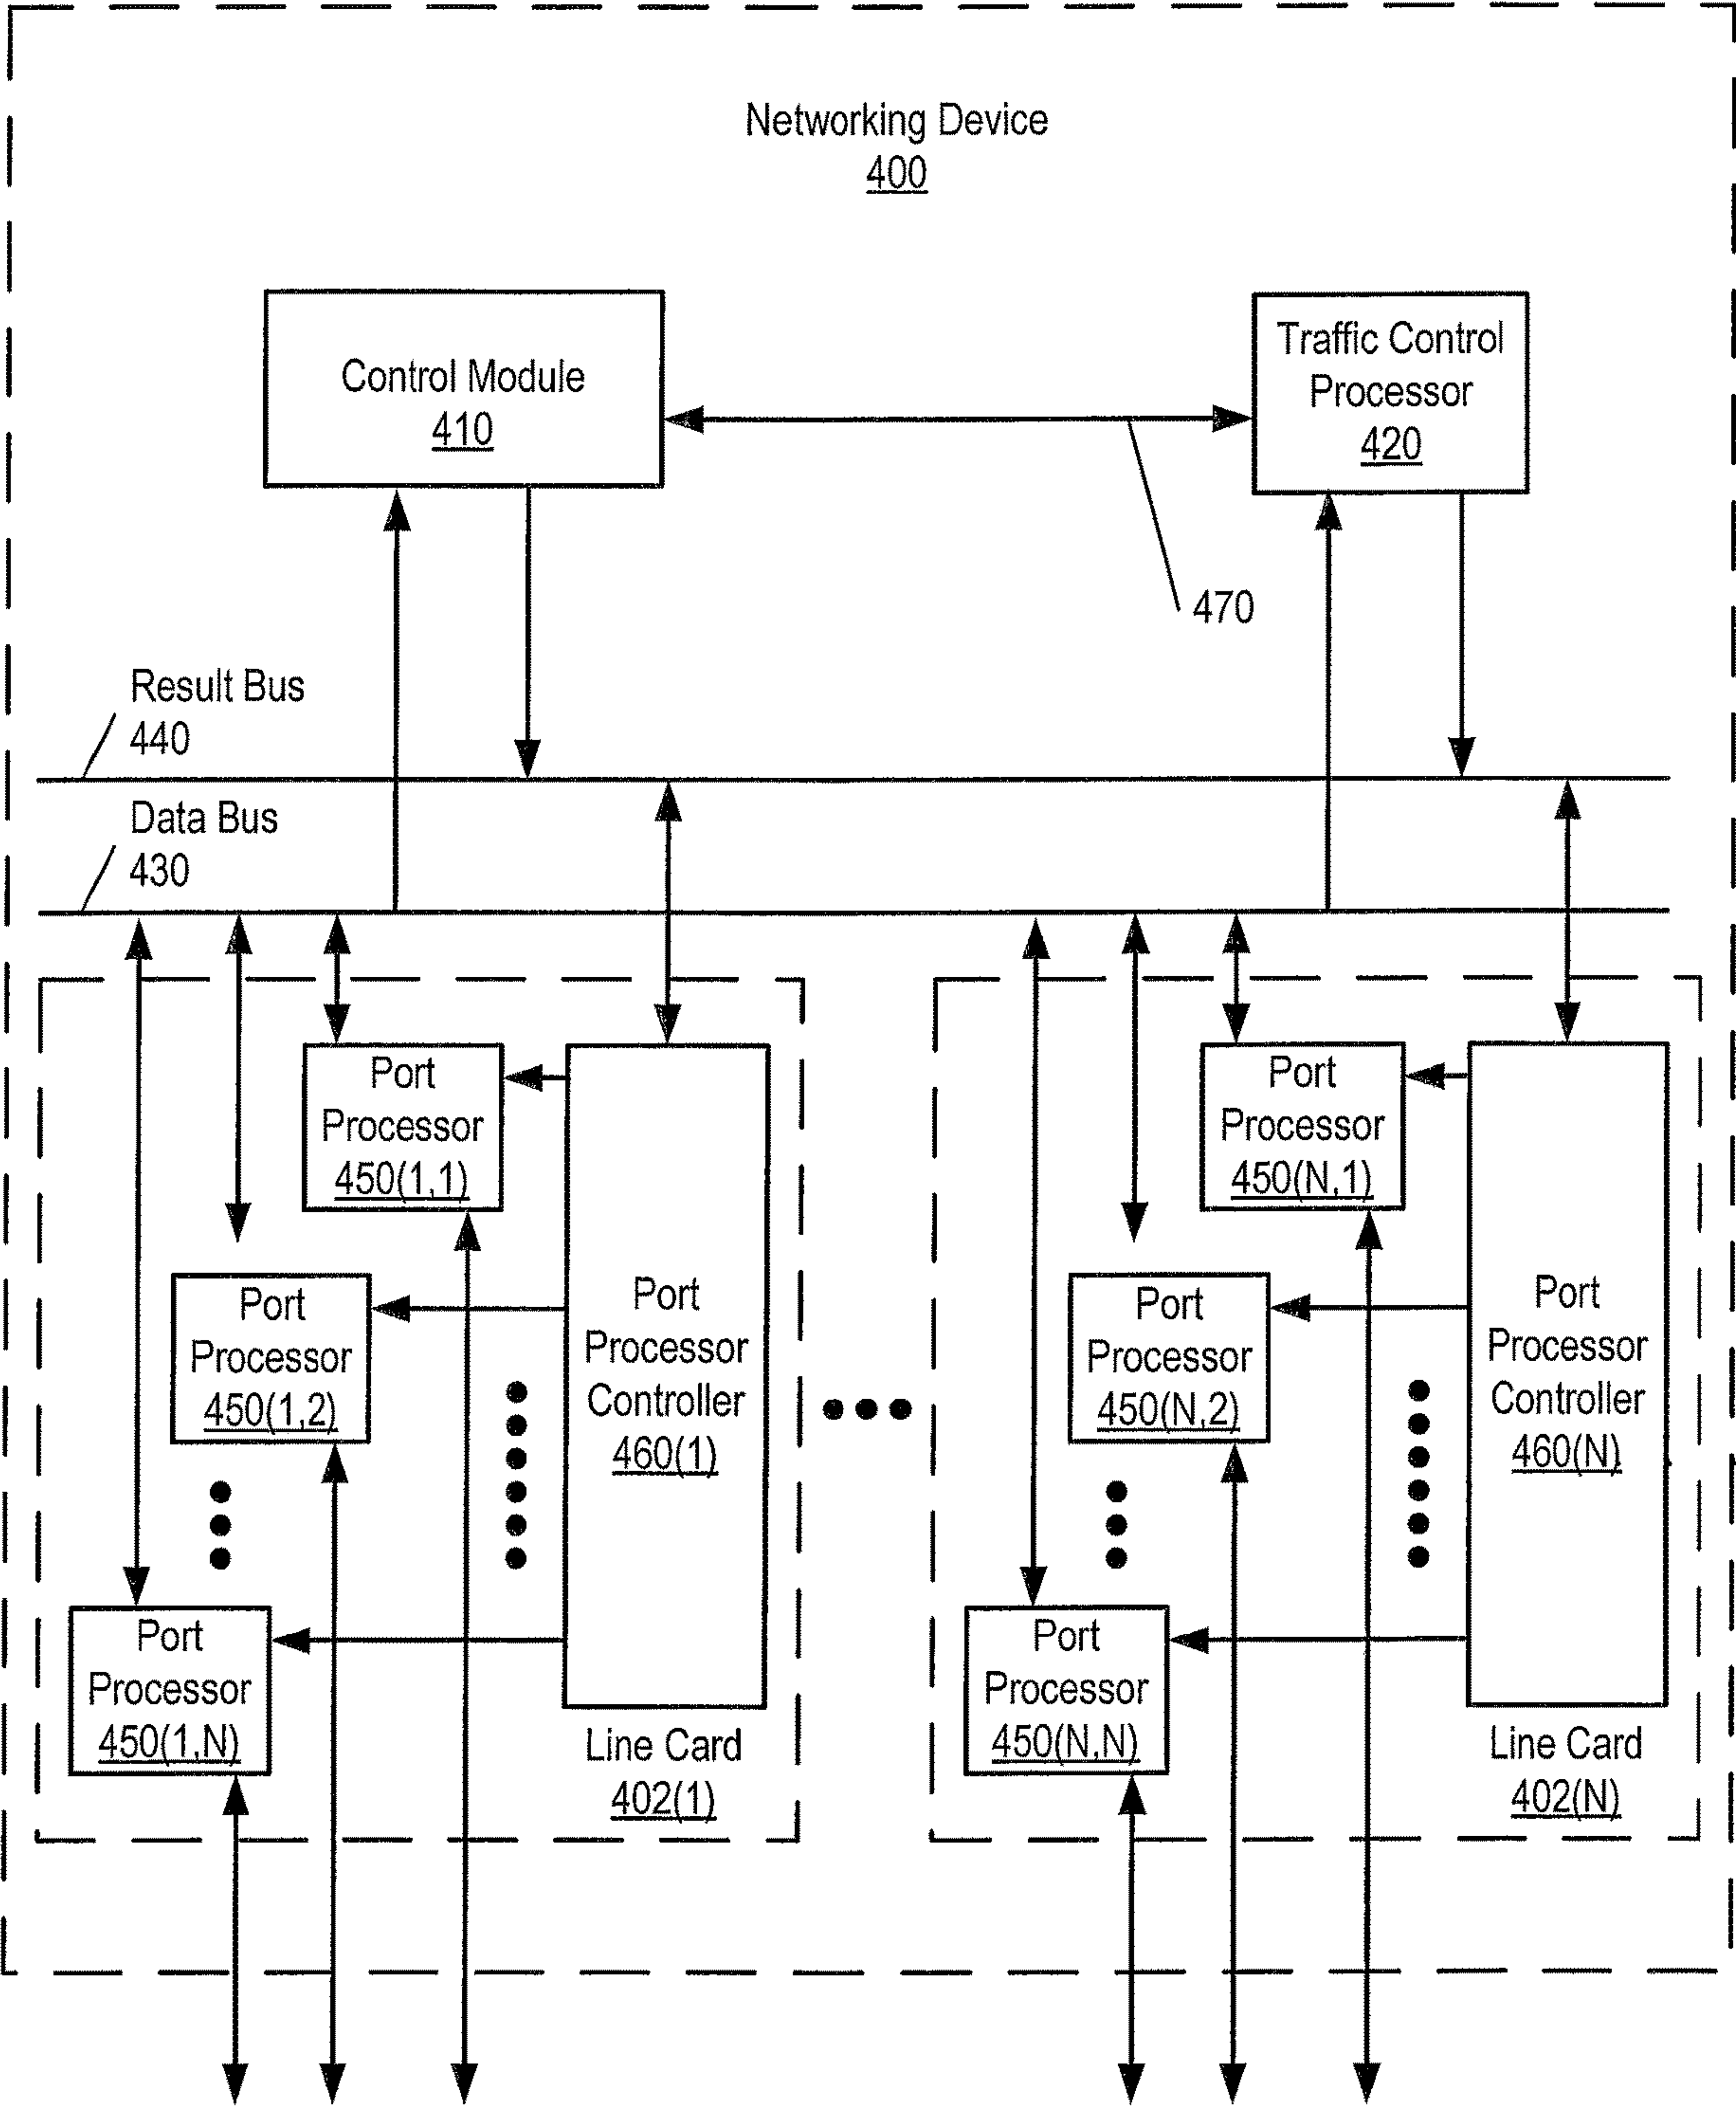 Networking Device
400
Control Module
410
Traffic Control
Processor
420
470
Result Bus
440
Data Bus
430
Port
Processor
450(1,1)
Port
Processor
450(1,2)
Port
Processor
450(1,N)
Port
Processor
Controller
460(1)
Line Card
402(1)
Port
Processor
450(N,1)
Port
Processor
450(N,2)
Port
Processor
450(N,N)
Port
Processor
Controller
460(N)
Line Card
402(N)